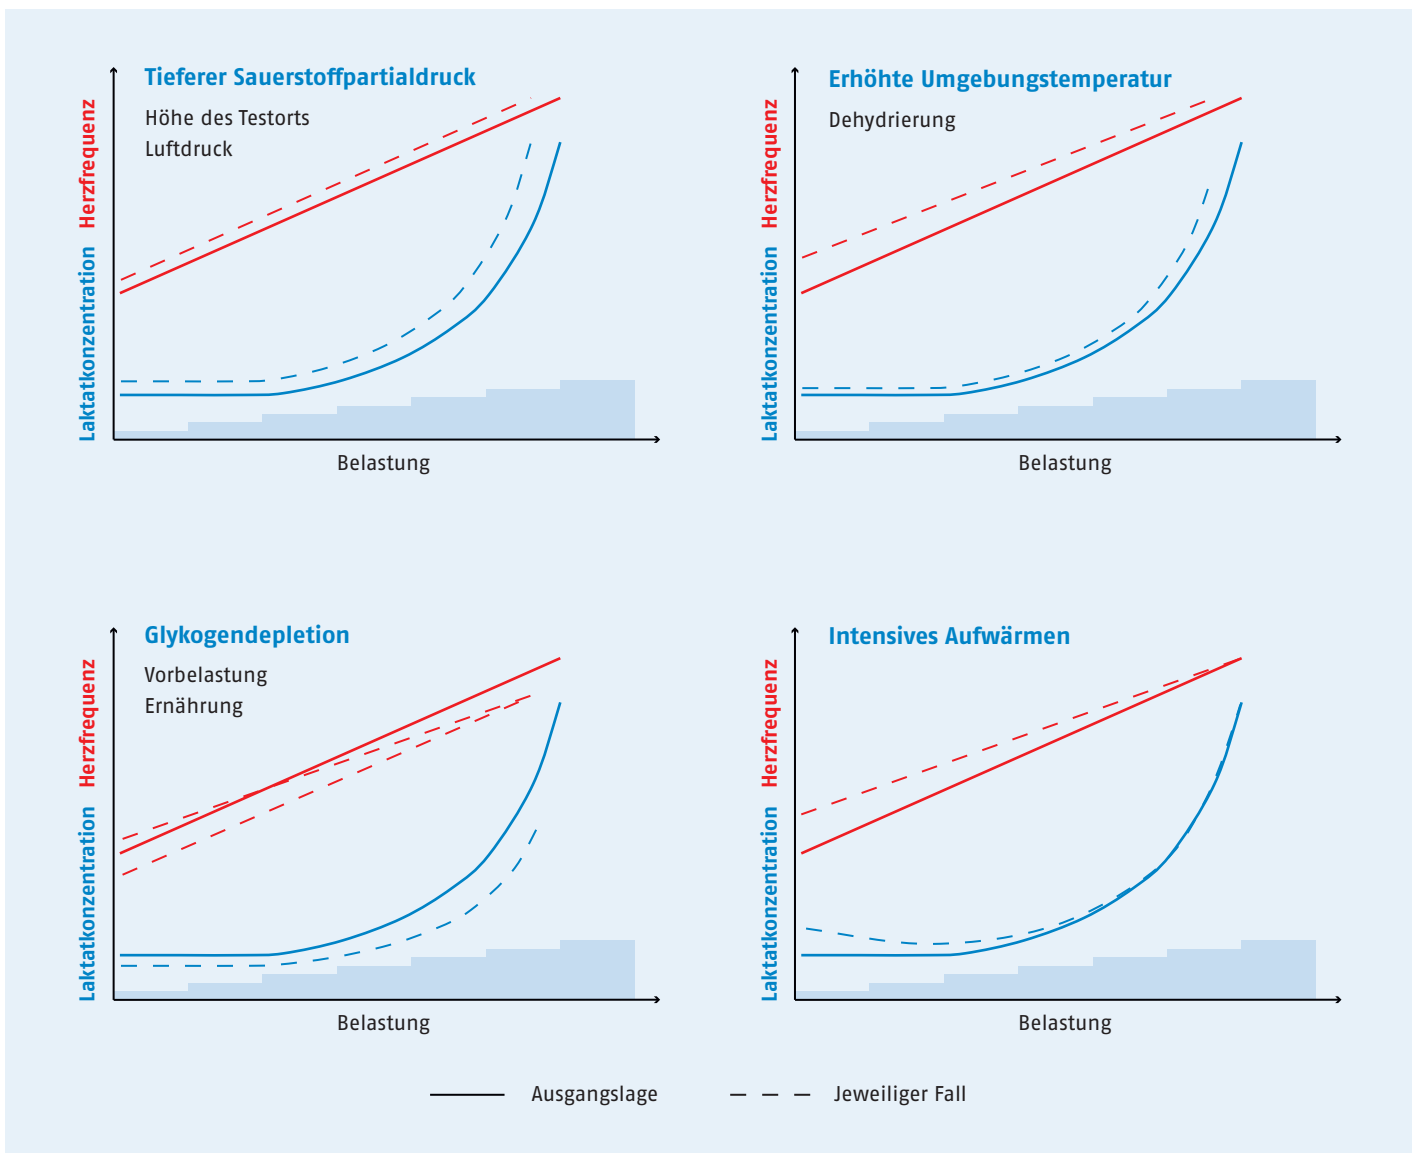 Tieferer Sauerstoffpartialdruck
Höhe des Testorts
Luftdruck
Herzfrequenz
Laktatkonzentration
Belastung
Erhöhte Umgebungstemperatur
Dehydrierung
Herzfrequenz
Laktatkonzentration
Belastung
Glykogendepletion
Vorbelastung
Ernährung
Herzfrequenz
Laktatkonzentration
Belastung
Intensives Aufwärmen
Herzfrequenz
Laktatkonzentration
Belastung
Ausgangslage
Jeweiliger Fall